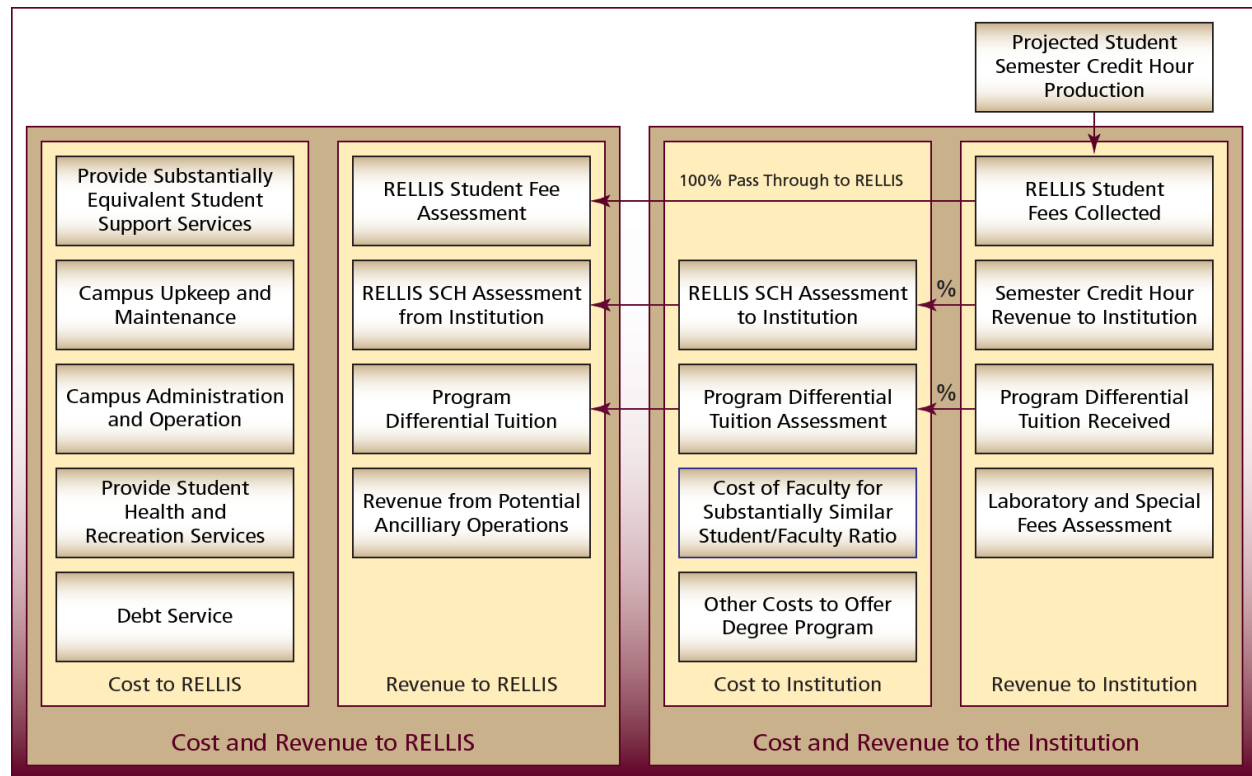 Projected Student
Semester Credit Hour
Production
Provide Substantially
Equivalent Student
Support Services
Campus Upkeep and
Maintenance
Campus Administration
and Operation
Provide Student
Health and
Recreation Services
Debt Service
Cost to RELLIS
RELLIS Student Fee
Assessment
RELLIS SCH Assessment
from Institution
Program
Differential Tuition
Revenue from Potential
Ancilliary Operations
Revenue to RELLIS
Cost and Revenue to RELLIS
100% Pass Through to RELLIS
RELLIS SCH Assessment
to Institution
Program Differential
Tuition Assessment
Cost of Faculty for
Substantially Similar
Student/Faculty Ratio
Other Costs to Offer
Degree Program
Cost to Institution
%
%
RELLIS Student
Fees Collected
Semester Credit Hour
Revenue to Institution
Program Differential
Tuition Received
Laboratory and Special
Fees Assessment
Revenue to Institution
Cost and Revenue to the Institution